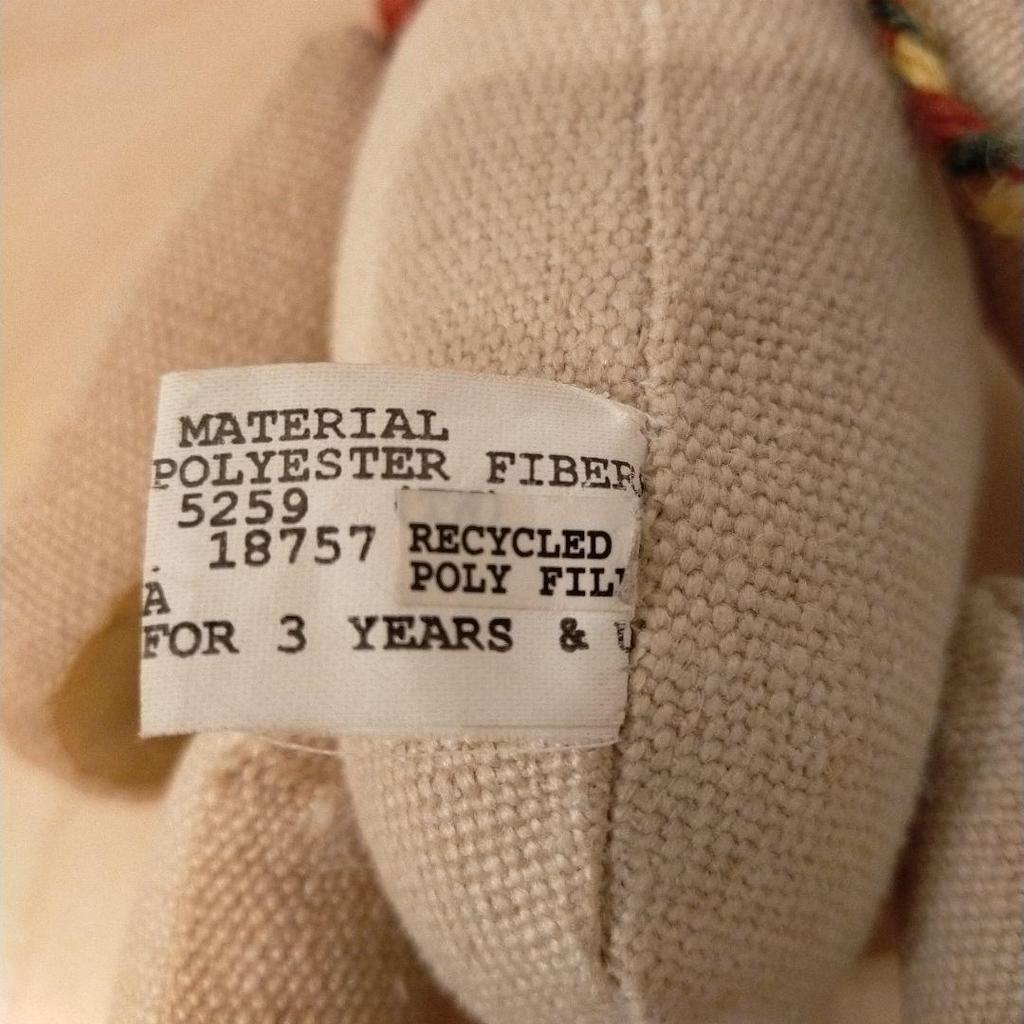 MATERIAL
POLYESTER FIBER
5259
18757
RECYCLED
POLY FIL
A
FOR 3 YEARS & U